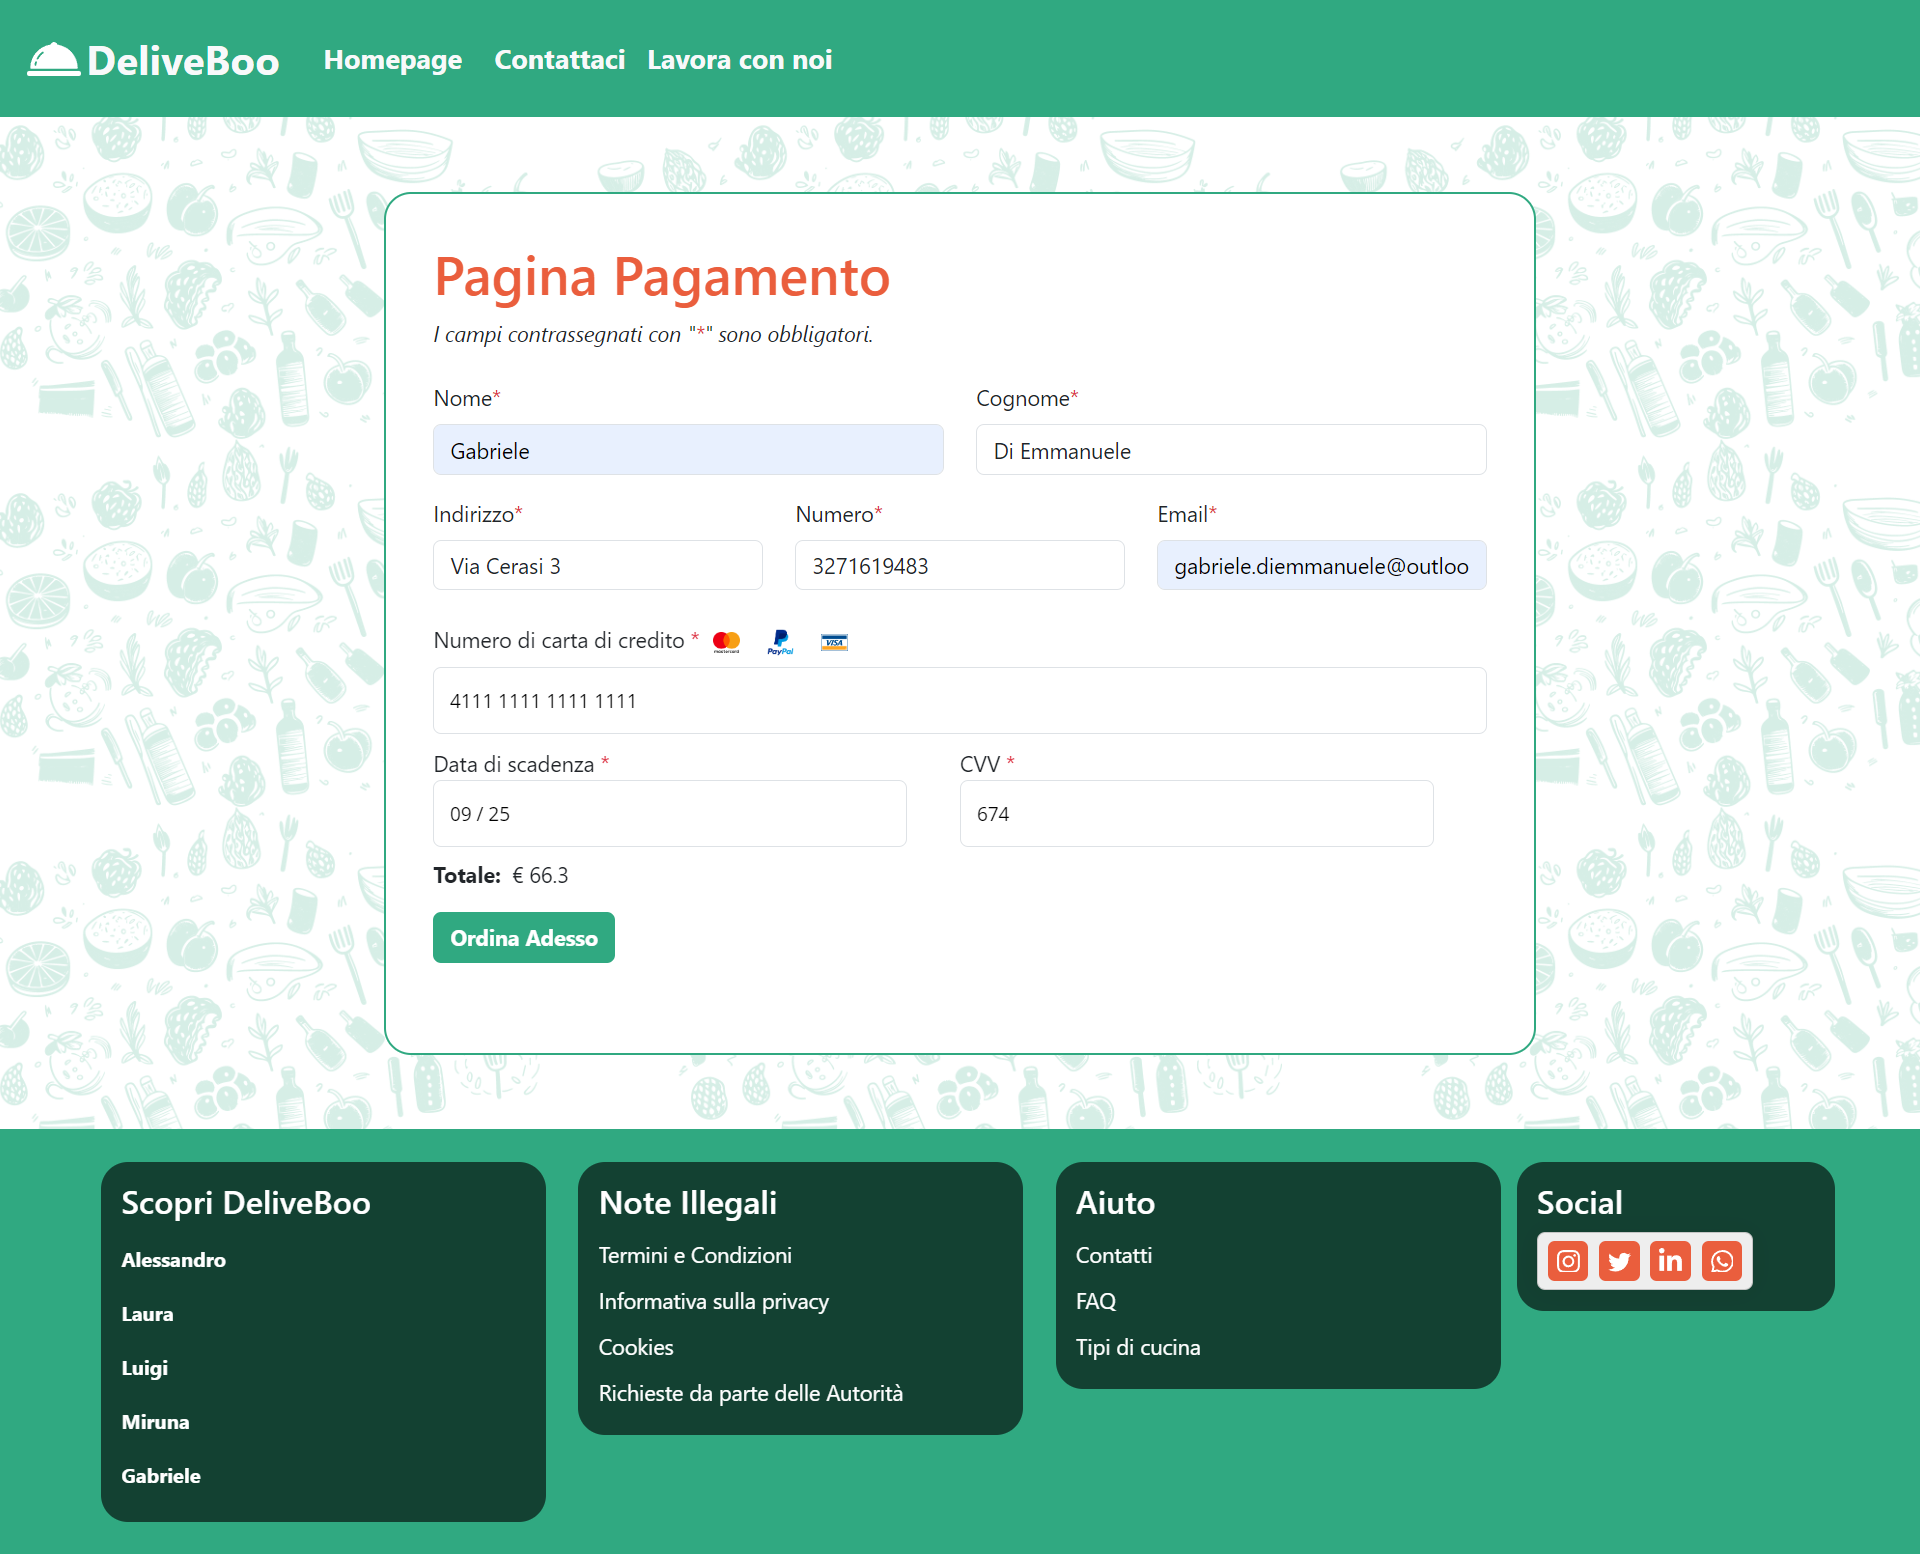 DeliveBoo Homepage Contattaci Lavora con noi
Pagina Pagamento
I campi contrassegnati con "*" sono obbligatori.
Nome* Cognome*
Gabriele Di Emmanuele
Indirizzo* Numero* Email*
Via Cerasi 3 3271619483 gabriele.diemmanuele@outloo
Numero di carta di credito * mastercard PayPal VISA
4111 1111 1111 1111
Data di scadenza * CVV *
09 / 25 674
Totale: € 66.3
Ordina Adesso
Scopri DeliveBoo
Alessandro
Laura
Luigi
Miruna
Gabriele
Note Illegali
Termini e Condizioni
Informativa sulla privacy
Cookies
Richieste da parte delle Autorità
Aiuto
Contatti
FAQ
Tipi di cucina
Social
in